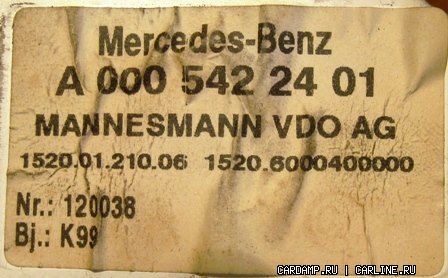 Mercedes-Benz
A 000 542 24 01
MANNESMANN VDO AG
1520.01.210.06 1520.6000400000
Nr.: 120038
Bj.: K99
CARDAMP.RU | CARLINE.RU